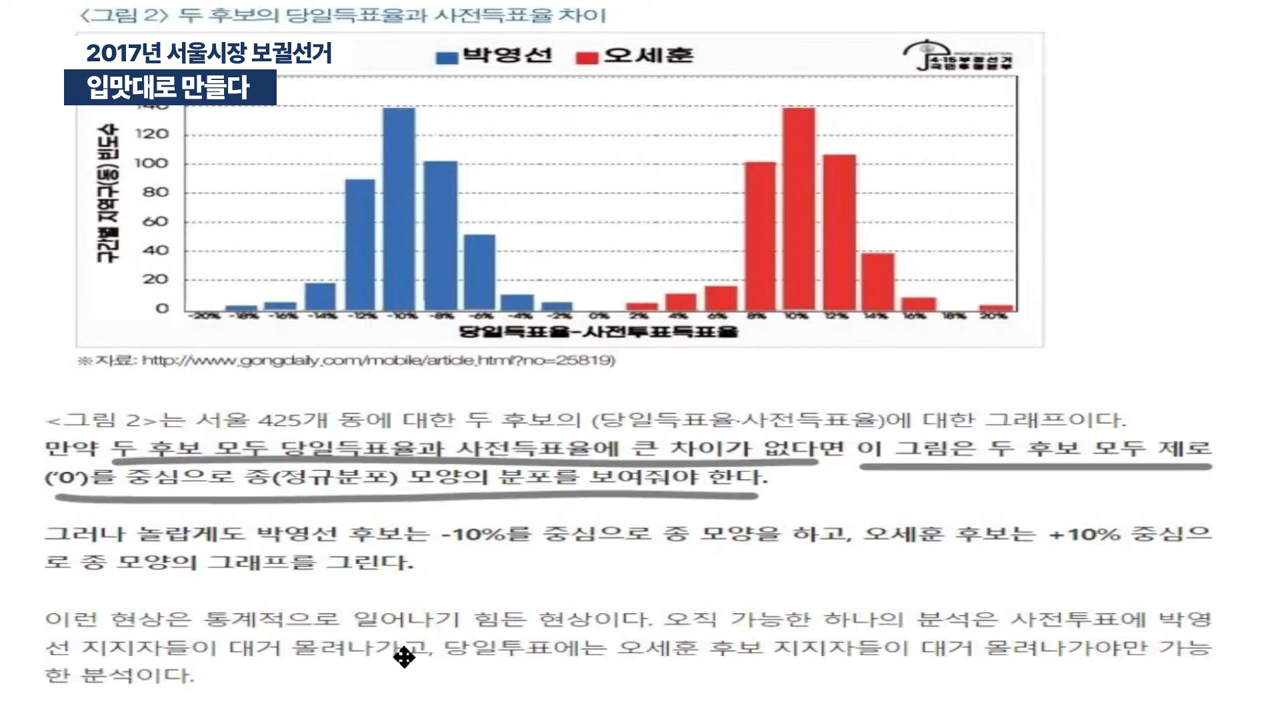 <그림 2> 두 후보의 당일득표율과 사전득표율 차이
2017년 서울시장 보궐선거
입맛대로 만들다
박영선 오세훈
4·15부정선거
국민투쟁본부
구간별 지역구(동) 빈도수
140
120
100
80
60
40
20
0
-20% -18% -16% -14% -12% -10% -8% -6% -4% -2% 0% 2% 4% 6% 8% 10% 12% 14% 16% 18% 20%
당일득표율-사전투표득표율
※자료: http://www.gongdaily.com/mobile/article.html?no=25819)
<그림 2>는 서울 425개 동에 대한 두 후보의 (당일득표율-사전득표율)에 대한 그래프이다.
만약 두 후보 모두 당일득표율과 사전득표율에 큰 차이가 없다면 이 그림은 두 후보 모두 제로
('0')를 중심으로 종(정규분포) 모양의 분포를 보여줘야 한다.
그러나 놀랍게도 박영선 후보는 -10%를 중심으로 종 모양을 하고, 오세훈 후보는 +10% 중심으
로 종 모양의 그래프를 그린다.
이런 현상은 통계적으로 일어나기 힘든 현상이다. 오직 가능한 하나의 분석은 사전투표에 박영
선 지지자들이 대거 몰려나가고, 당일투표에는 오세훈 후보 지지자들이 대거 몰려나가야만 가능
한 분석이다.